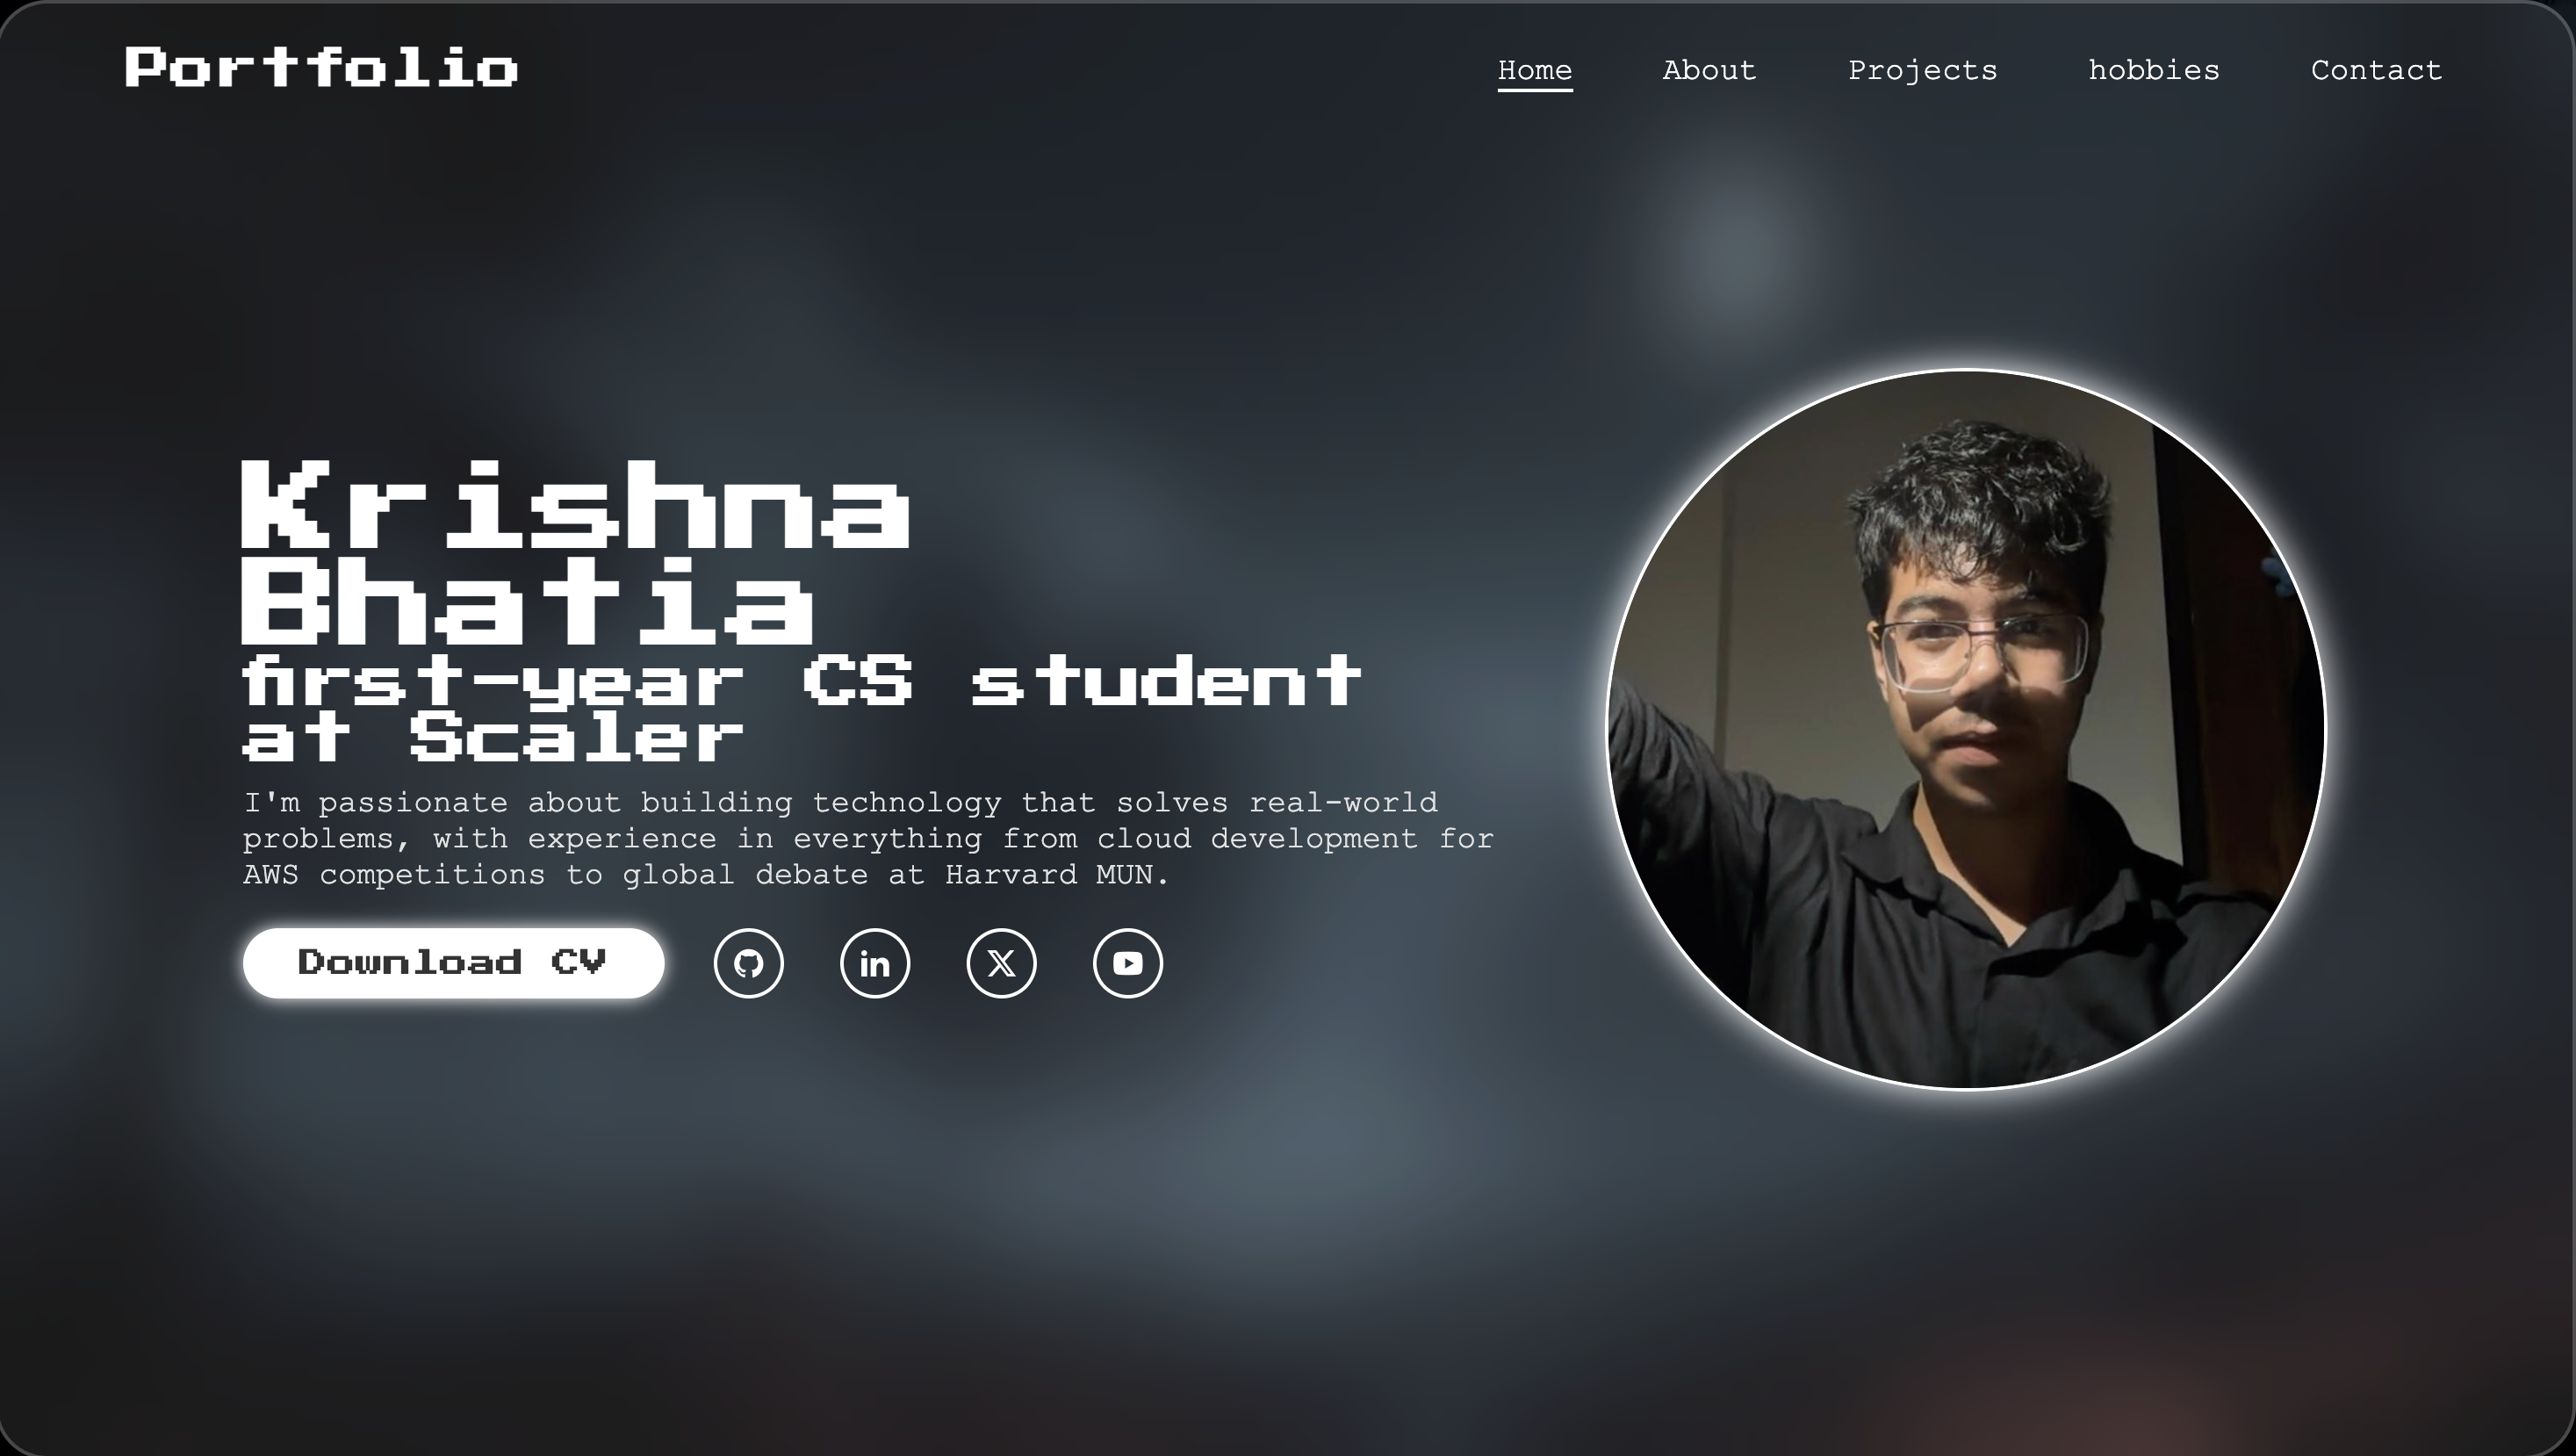 Portfolio
Home About Projects hobbies Contact
Krishna
Bhatia
first-year CS student
at Scaler
I'm passionate about building technology that solves real-world
problems, with experience in everything from cloud development for
AWS competitions to global debate at Harvard MUN.
Download CV